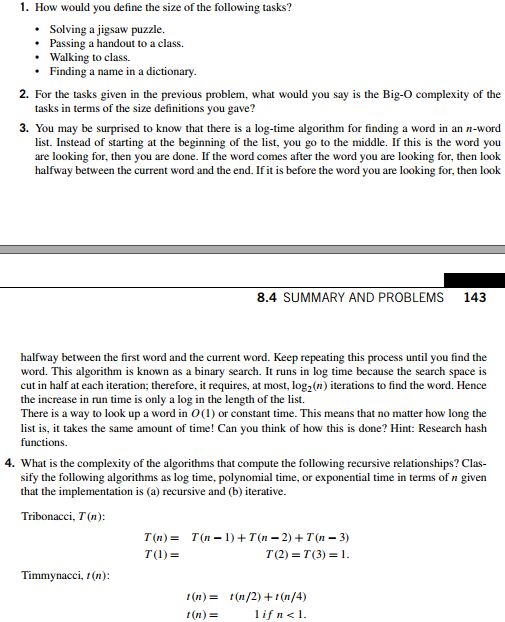 1. How would you define the size of the following tasks?
• Solving a jigsaw puzzle.
• Passing a handout to a class.
• Walking to class.
• Finding a name in a dictionary.
2. For the tasks given in the previous problem, what would you say is the Big-O complexity of the
tasks in terms of the size definitions you gave?
3. You may be surprised to know that there is a log-time algorithm for finding a word in an n-word
list. Instead of starting at the beginning of the list, you go to the middle. If this is the word you
are looking for, then you are done. If the word comes after the word you are looking for, then look
halfway between the current word and the end. If it is before the word you are looking for, then look
8.4 SUMMARY AND PROBLEMS 143
halfway between the first word and the current word. Keep repeating this process until you find the
word. This algorithm is known as a binary search. It runs in log time because the search space is
cut in half at each iteration; therefore, it requires, at most, log₂(n) iterations to find the word. Hence
the increase in run time is only a log in the length of the list.
There is a way to look up a word in O(1) or constant time. This means that no matter how long the
list is, it takes the same amount of time! Can you think of how this is done? Hint: Research hash
functions.
4. What is the complexity of the algorithms that compute the following recursive relationships? Clas-
sify the following algorithms as log time, polynomial time, or exponential time in terms of n given
that the implementation is (a) recursive and (b) iterative.
Tribonacci, T(n):
T(n) = T(n − 1) + T(n − 2) + T(n − 3)
T(1) = T(2) = T(3) = 1.
Timmynacci, t(n):
t(n) = t(n/2) + t(n/4)
t(n) = 1 if n < 1.